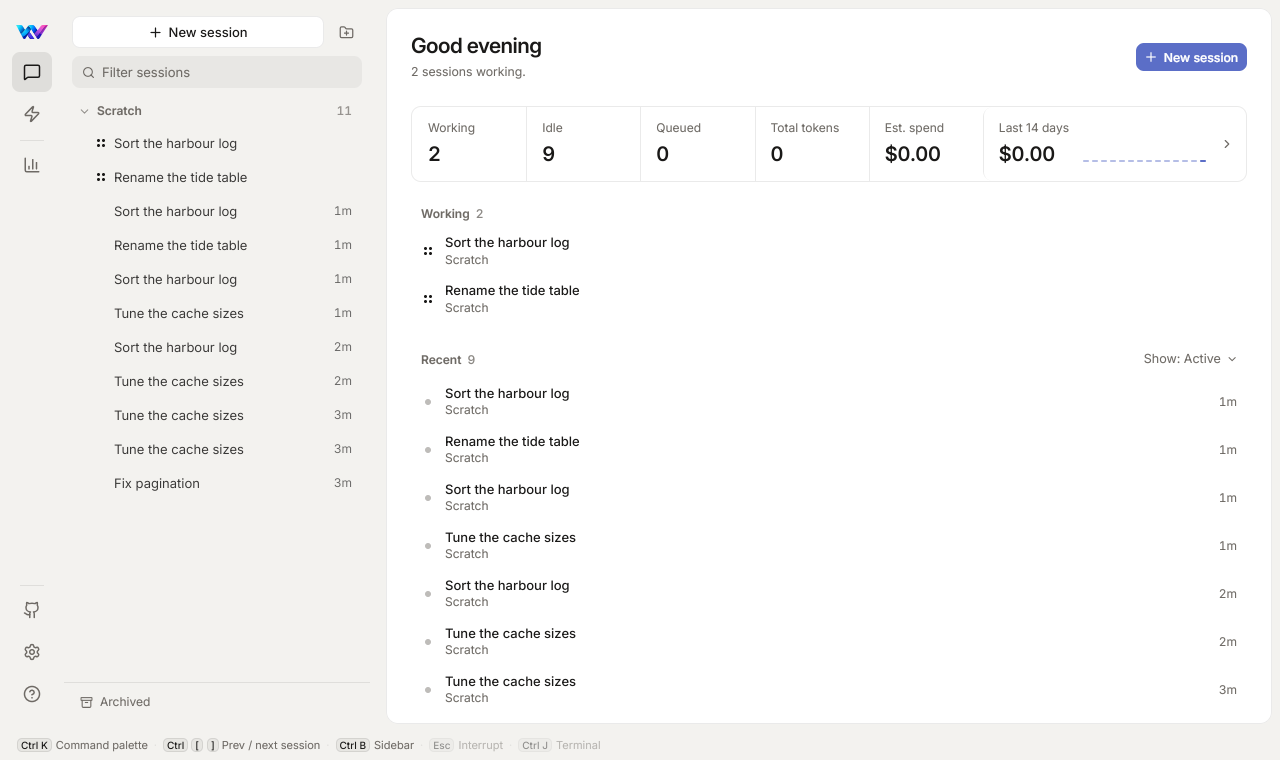 New session
Filter sessions
Scratch 11
Sort the harbour log
Rename the tide table
Sort the harbour log 1m
Rename the tide table 1m
Sort the harbour log 1m
Tune the cache sizes 1m
Sort the harbour log 2m
Tune the cache sizes 2m
Tune the cache sizes 3m
Tune the cache sizes 3m
Fix pagination 3m
Archived
Good evening
2 sessions working.
New session
Working
2
Idle
9
Queued
0
Total tokens
0
Est. spend
$0.00
Last 14 days
$0.00
Working 2
Sort the harbour log
Scratch
Rename the tide table
Scratch
Recent 9
Show: Active
Sort the harbour log
Scratch
1m
Rename the tide table
Scratch
1m
Sort the harbour log
Scratch
1m
Tune the cache sizes
Scratch
1m
Sort the harbour log
Scratch
2m
Tune the cache sizes
Scratch
2m
Tune the cache sizes
Scratch
3m
Ctrl K Command palette Ctrl [ ] Prev / next session Ctrl B Sidebar Esc Interrupt Ctrl J Terminal